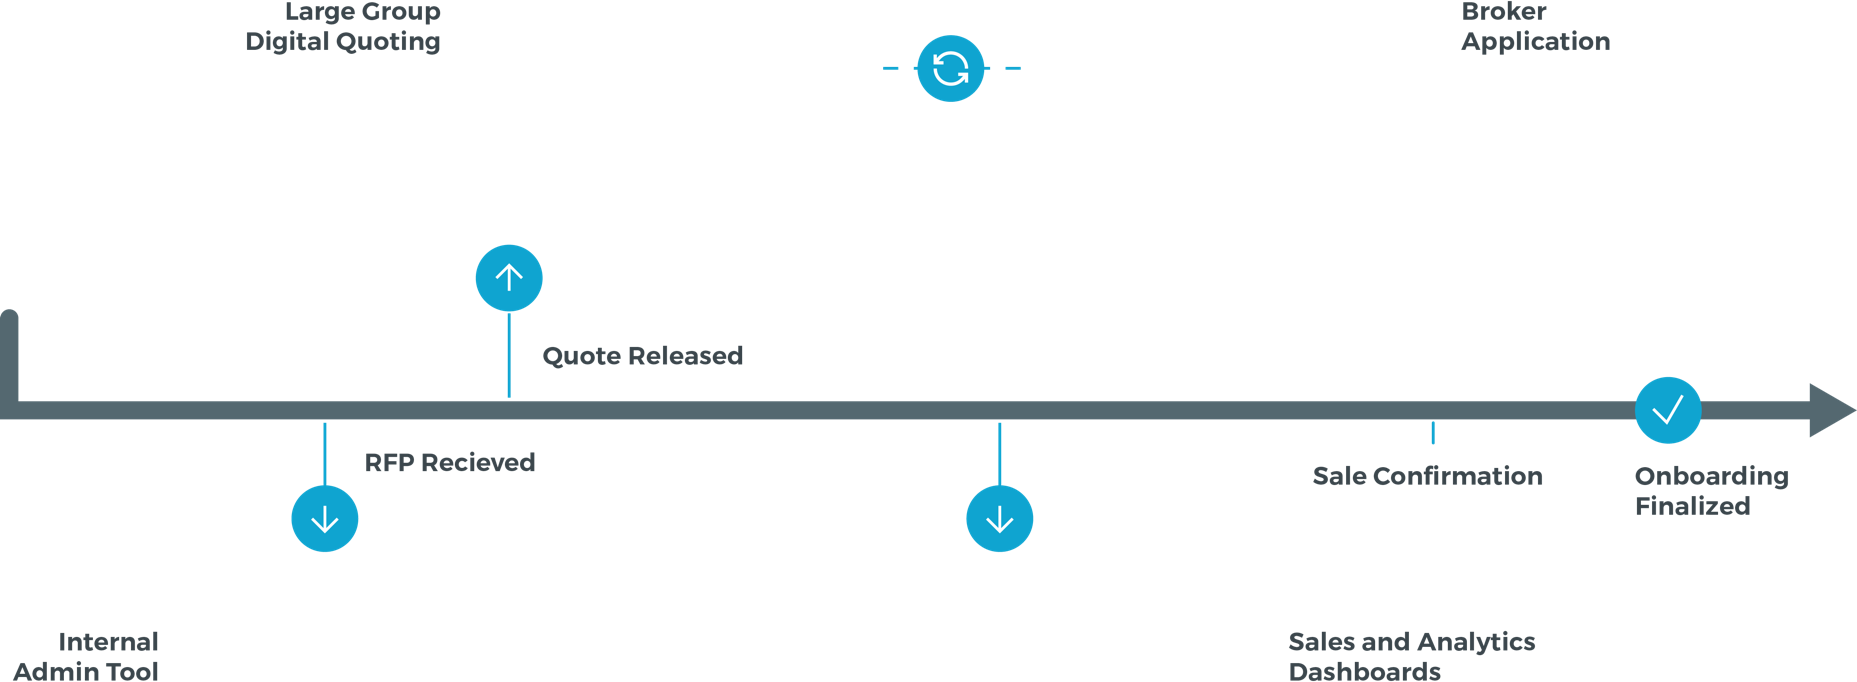 Large Group
Digital Quoting
Broker
Application
Quote Released
RFP Recieved
Sale Confirmation
Onboarding
Finalized
Internal
Admin Tool
Sales and Analytics
Dashboards